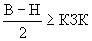 (В - Н) / 2 ≥ КЗК